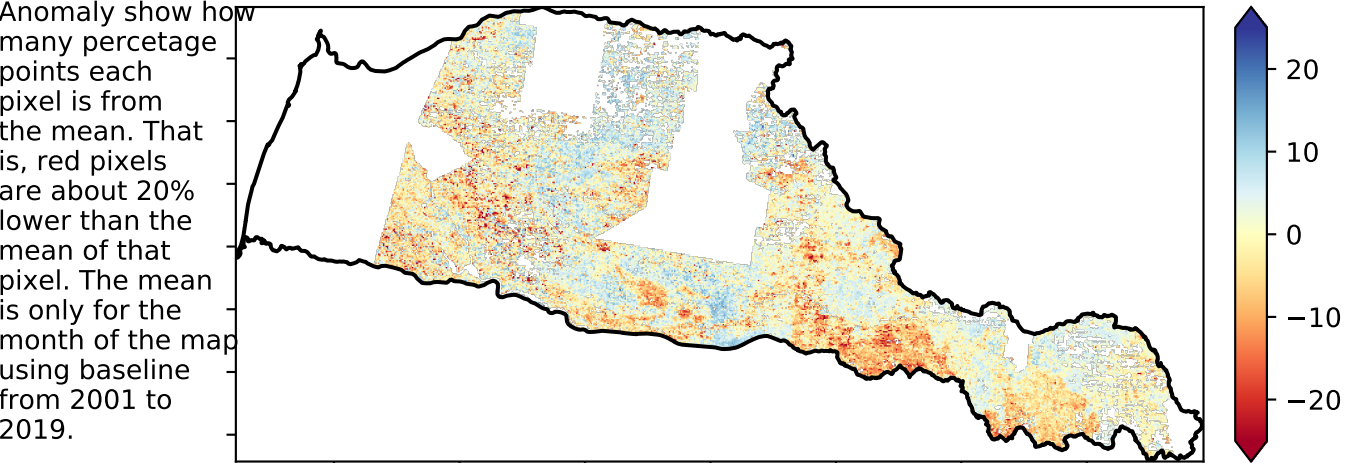 Anomaly show how
many percetage
points each
pixel is from
the mean. That
is, red pixels
are about 20%
lower than the
mean of that
pixel. The mean
is only for the
month of the map
using baseline
from 2001 to
2019.
20
10
0
−10
−20